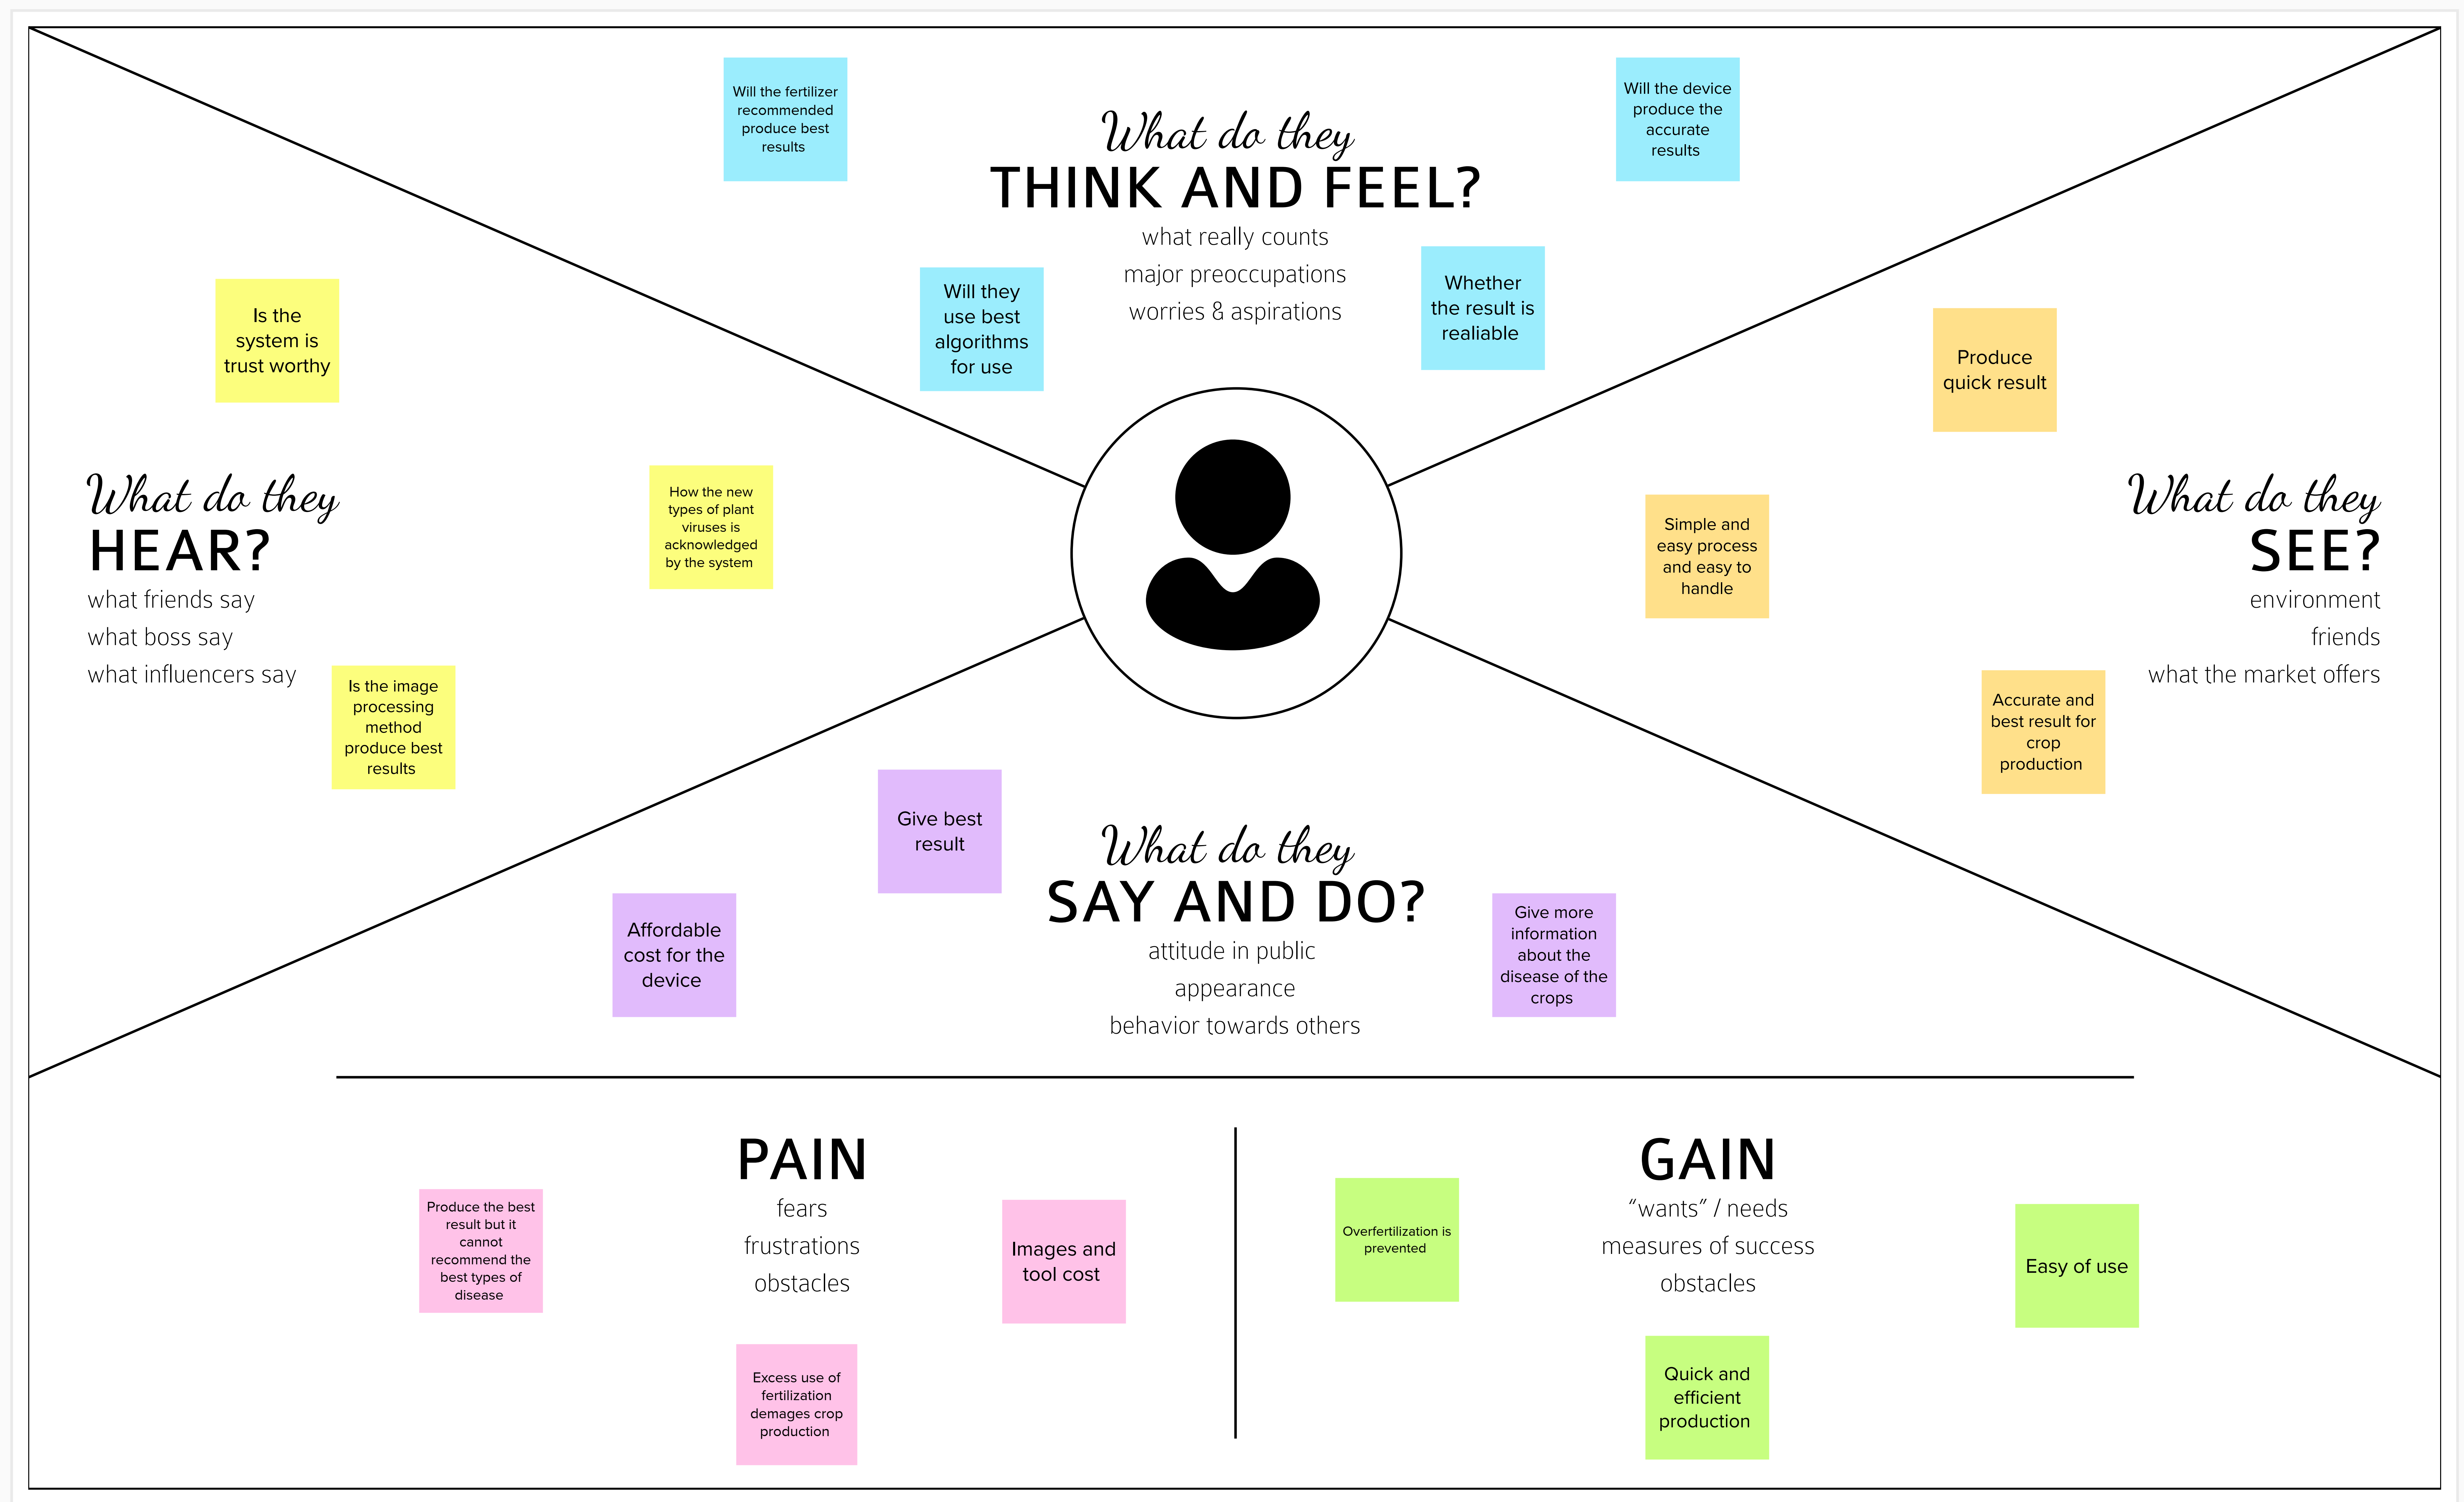 Will the fertilizer
recommended
produce best
results
What do they
THINK AND FEEL?
what really counts
major preoccupations
worries & aspirations
Will the device
produce the
accurate
results
Will they
use best
algorithms
for use
Whether
the result is
realiable
Is the
system is
trust worthy
How the new
types of plant
viruses is
acknowledged
by the system
What do they
HEAR?
what friends say
what boss say
what influencers say
Is the image
processing
method
produce best
results
Produce
quick result
Simple and
easy process
and easy to
handle
What do they
SEE?
environment
friends
what the market offers
Accurate and
best result for
crop
production
Give best
result
Affordable
cost for the
device
What do they
SAY AND DO?
attitude in public
appearance
behavior towards others
Give more
information
about the
disease of the
crops
PAIN
fears
frustrations
obstacles
Produce the best
result but it
cannot
recommend the
best types of
disease
Images and
tool cost
Excess use of
fertilization
demages crop
production
GAIN
“wants” / needs
measures of success
obstacles
Overfertilization is
prevented
Easy of use
Quick and
efficient
production